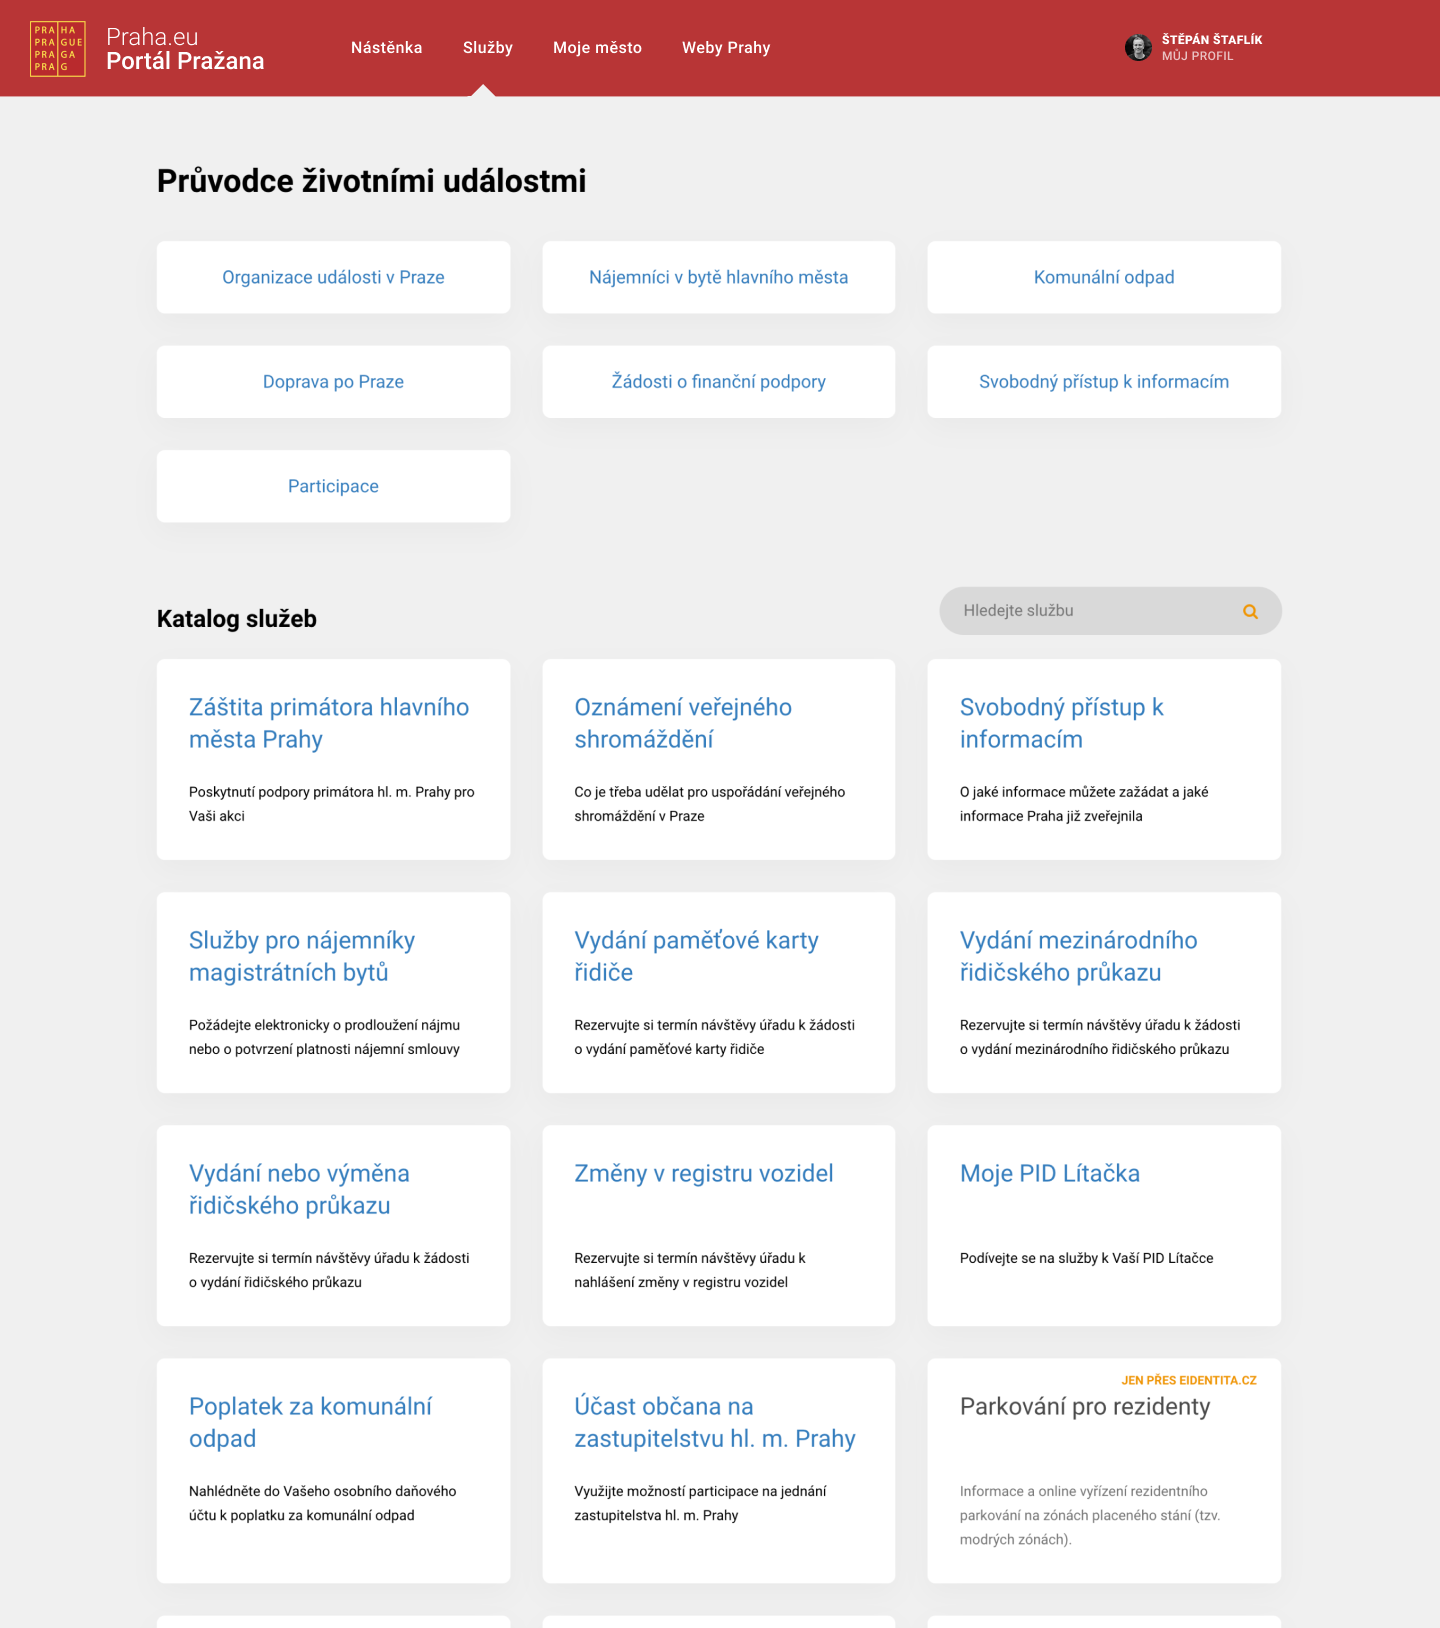 PRA HA
PRA GUE
PRA GA
PRA G
Praha.eu
Portál Pražana
Nástěnka
Služby
Moje město
Weby Prahy
ŠTĚPÁN ŠTAFLÍK
MŮJ PROFIL
Průvodce životními událostmi
Organizace události v Praze
Nájemníci v bytě hlavního města
Komunální odpad
Doprava po Praze
Žádosti o finanční podpory
Svobodný přístup k informacím
Participace
Katalog služeb
Hledejte službu
Záštita primátora hlavního
města Prahy
Poskytnutí podpory primátora hl. m. Prahy pro
Vaši akci
Oznámení veřejného
shromáždění
Co je třeba udělat pro uspořádání veřejného
shromáždění v Praze
Svobodný přístup k
informacím
O jaké informace můžete zažádat a jaké
informace Praha již zveřejnila
Služby pro nájemníky
magistrátních bytů
Požádejte elektronicky o prodloužení nájmu
nebo o potvrzení platnosti nájemní smlouvy
Vydání paměťové karty
řidiče
Rezervujte si termín návštěvy úřadu k žádosti
o vydání paměťové karty řidiče
Vydání mezinárodního
řidičského průkazu
Rezervujte si termín návštěvy úřadu k žádosti
o vydání mezinárodního řidičského průkazu
Vydání nebo výměna
řidičského průkazu
Rezervujte si termín návštěvy úřadu k žádosti
o vydání řidičského průkazu
Změny v registru vozidel
Rezervujte si termín návštěvy úřadu k
nahlášení změny v registru vozidel
Moje PID Lítačka
Podívejte se na služby k Vaší PID Lítačce
Poplatek za komunální
odpad
Nahlédněte do Vašeho osobního daňového
účtu k poplatku za komunální odpad
Účast občana na
zastupitelstvu hl. m. Prahy
Využijte možností participace na jednání
zastupitelstva hl. m. Prahy
JEN PŘES EIDENTITA.CZ
Parkování pro rezidenty
Informace a online vyřízení rezidentního
parkování na zónách placeného stání (tzv.
modrých zónách).